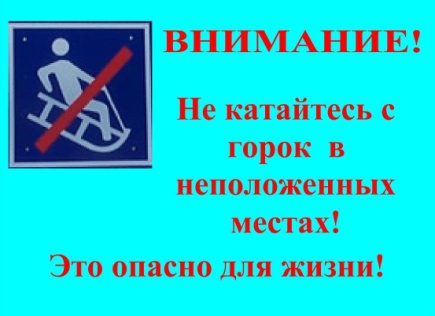 ВНИМАНИЕ!
Не катайтесь с
горок в
неположенных
местах!
Это опасно для жизни!